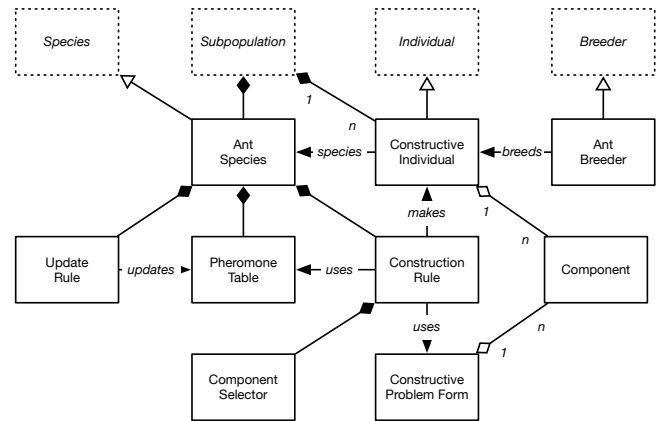 Species
Subpopulation
Individual
Breeder
1
n
Ant
Species
species
Constructive
Individual
breeds
Ant
Breeder
makes
1
n
Update
Rule
updates
Pheromone
Table
uses
Construction
Rule
Component
uses
n
1
Component
Selector
Constructive
Problem Form